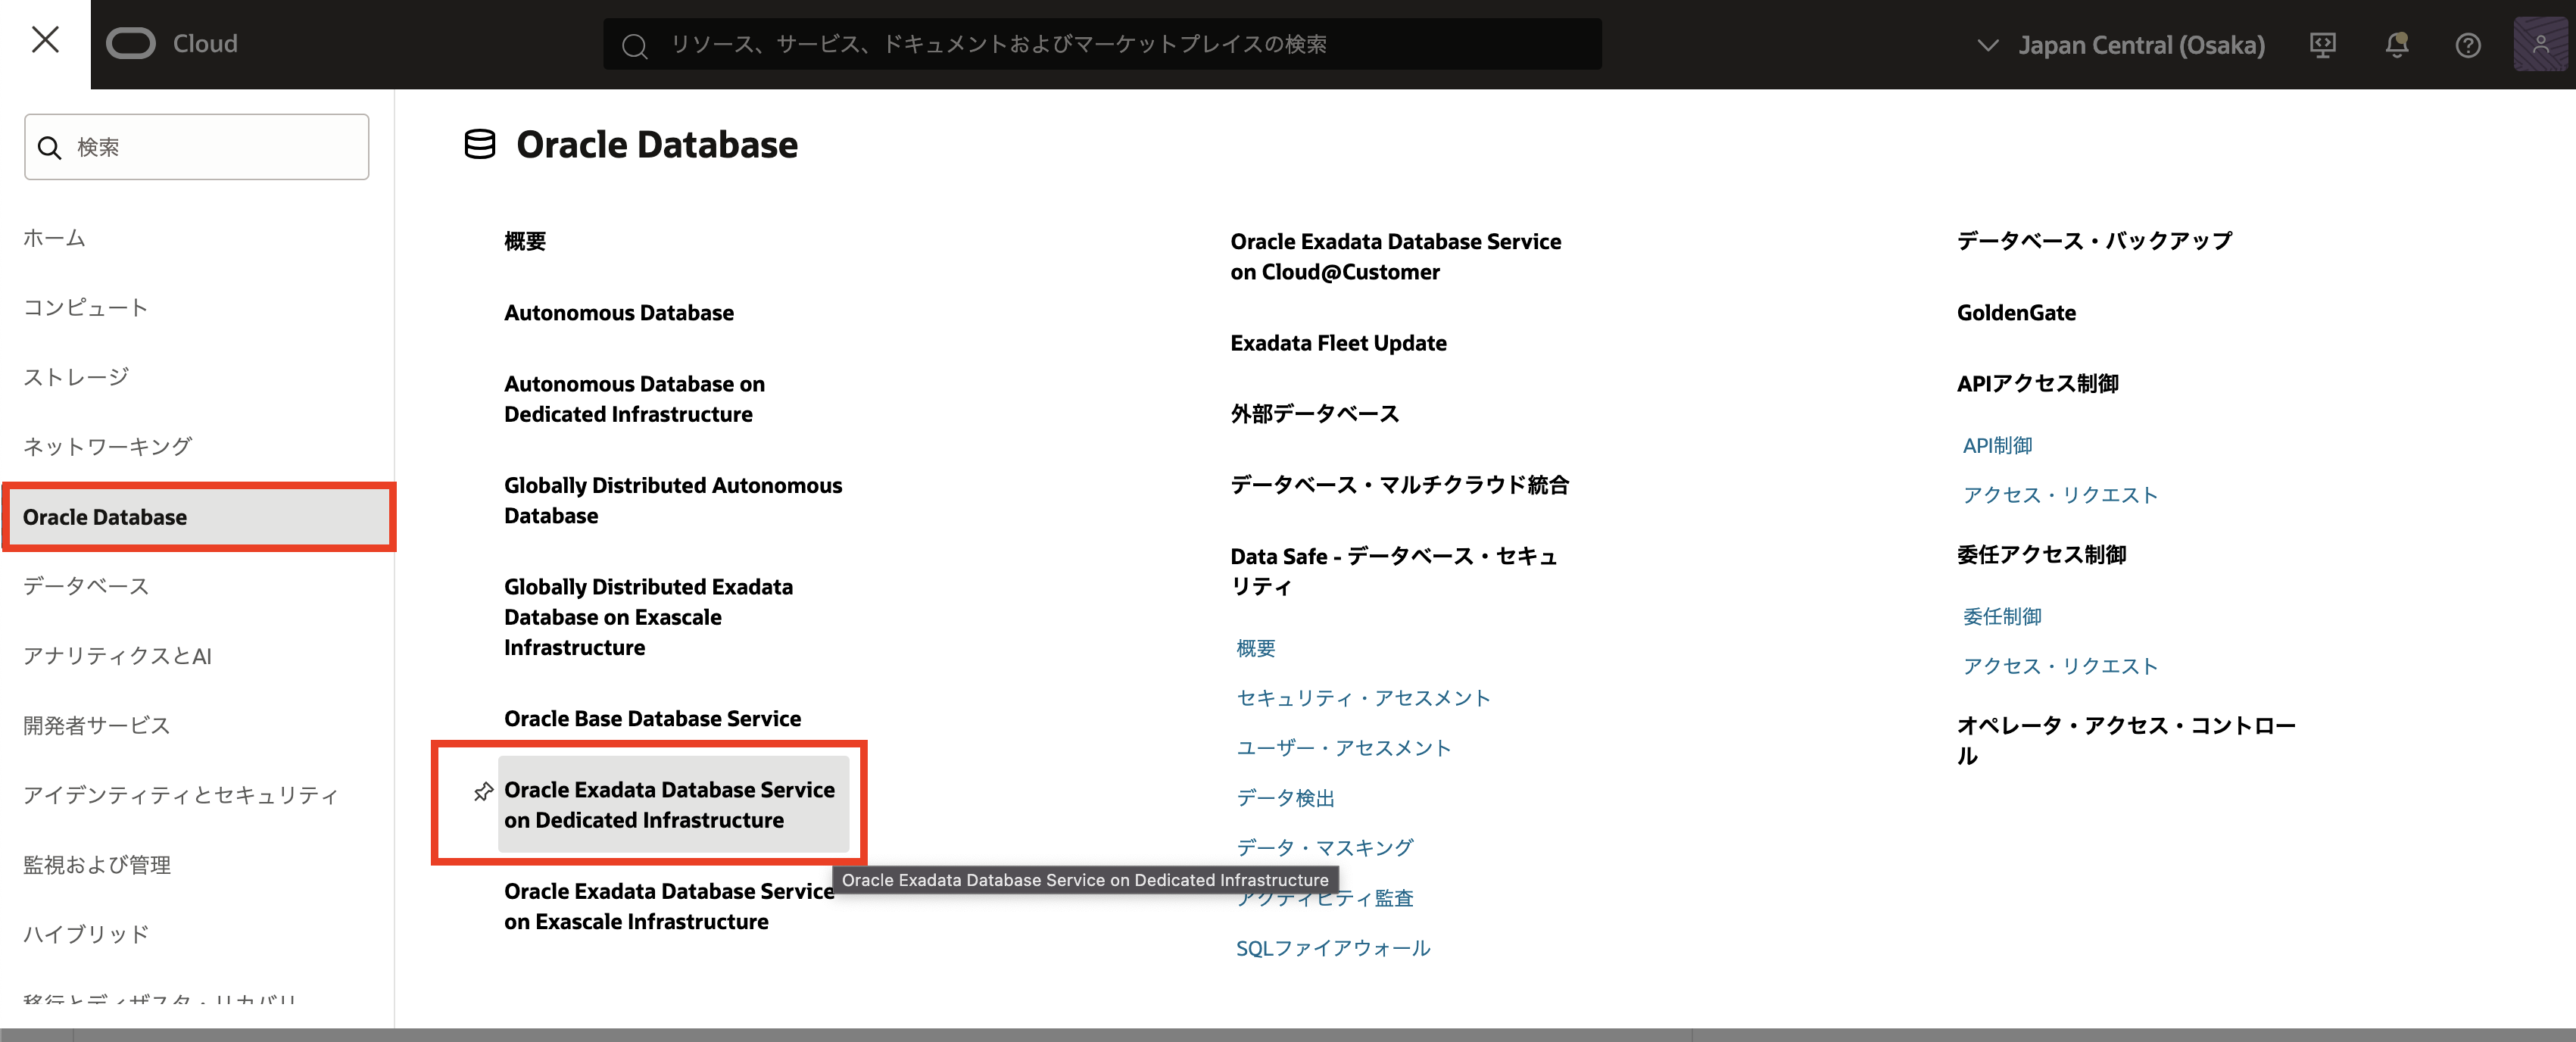 Cloud
リソース、サービス、ドキュメントおよびマーケットプレイスの検索
Japan Central (Osaka)
検索
ホーム
コンピュート
ストレージ
ネットワーキング
Oracle Database
データベース
アナリティクスとAI
開発者サービス
アイデンティティとセキュリティ
監視および管理
ハイブリッド
移行とディザスタ・リカバリ
Oracle Database
概要
Autonomous Database
Autonomous Database on
Dedicated Infrastructure
Globally Distributed Autonomous
Database
Globally Distributed Exadata
Database on Exascale
Infrastructure
Oracle Base Database Service
Oracle Exadata Database Service
on Dedicated Infrastructure
Oracle Exadata Database Service on Dedicated Infrastructure
Oracle Exadata Database Service
on Exascale Infrastructure
Oracle Exadata Database Service
on Cloud@Customer
Exadata Fleet Update
外部データベース
データベース・マルチクラウド統合
Data Safe - データベース・セキュ
リティ
概要
セキュリティ・アセスメント
ユーザー・アセスメント
データ検出
データ・マスキング
アクティビティ監査
SQLファイアウォール
データベース・バックアップ
GoldenGate
APIアクセス制御
API制御
アクセス・リクエスト
委任アクセス制御
委任制御
アクセス・リクエスト
オペレータ・アクセス・コントロー
ル